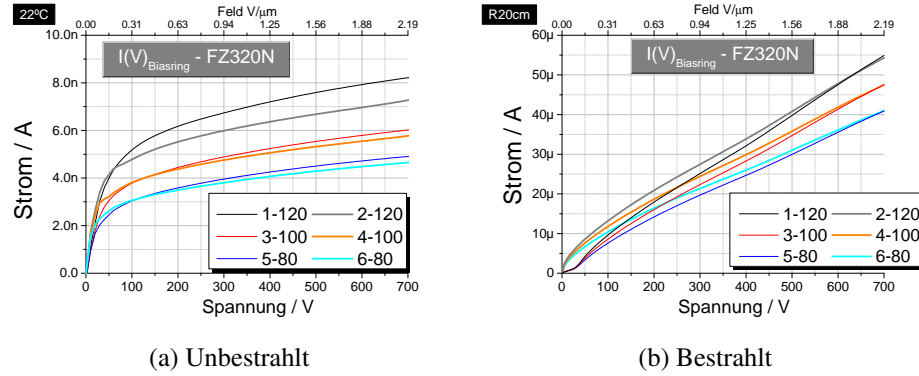 22ºC
Feld V/μm
0.00 0.31 0.63 0.94 1.25 1.56 1.88 2.19
10.0n
8.0n
6.0n
4.0n
2.0n
0.0
Strom / A
I(V)Biasring - FZ320N
1-120 2-120
3-100 4-100
5-80 6-80
0 100 200 300 400 500 600 700
Spannung / V
(a) Unbestrahlt
R20cm
Feld V/μm
0.00 0.31 0.63 0.94 1.25 1.56 1.88 2.19
60μ
50μ
40μ
30μ
20μ
10μ
0
Strom / A
I(V)Biasring - FZ320N
1-120 2-120
3-100 4-100
5-80 6-80
0 100 200 300 400 500 600 700
Spannung / V
(b) Bestrahlt